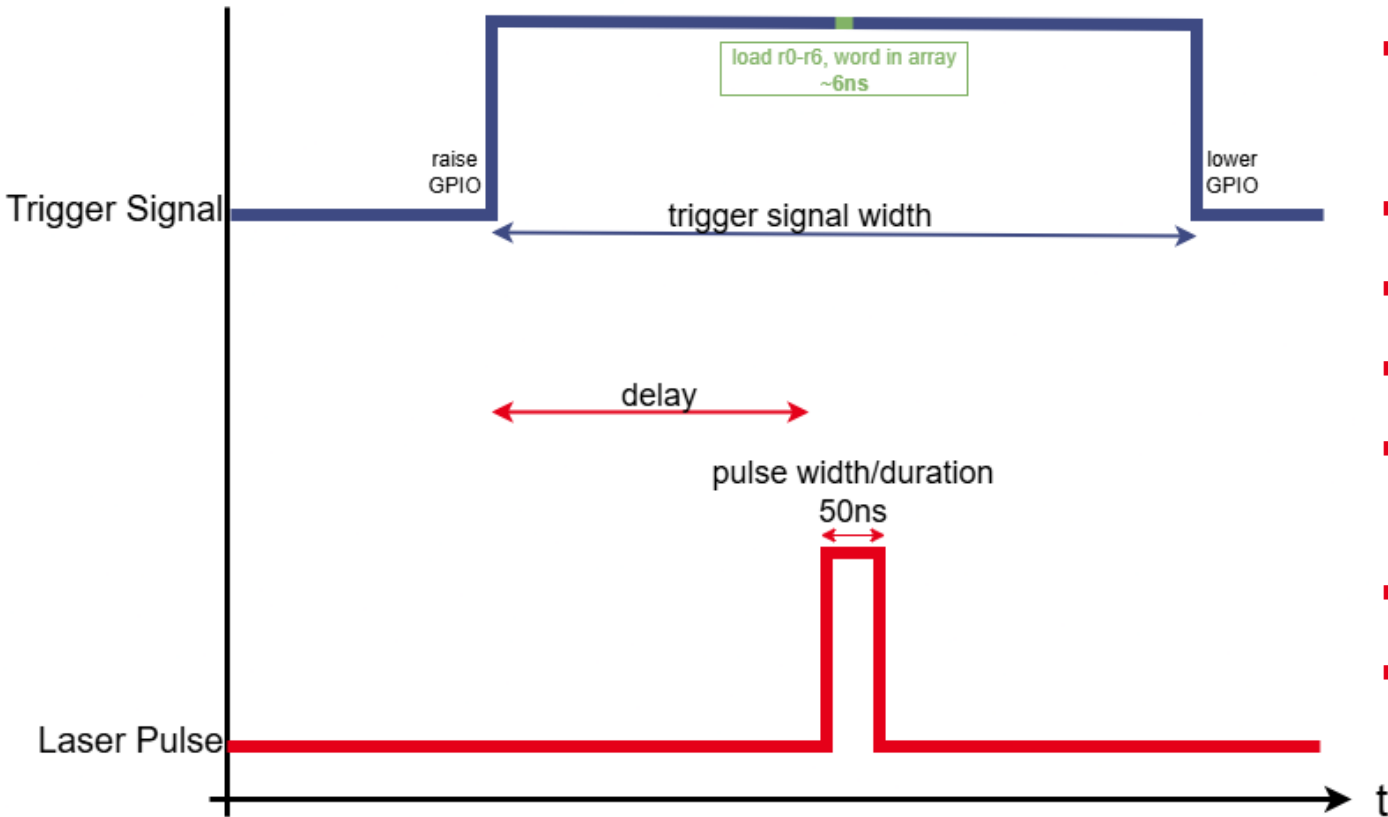 load r0-r6, word in array
~6ns
raise
GPIO
lower
GPIO
Trigger Signal
trigger signal width
delay
pulse width/duration
50ns
Laser Pulse
t